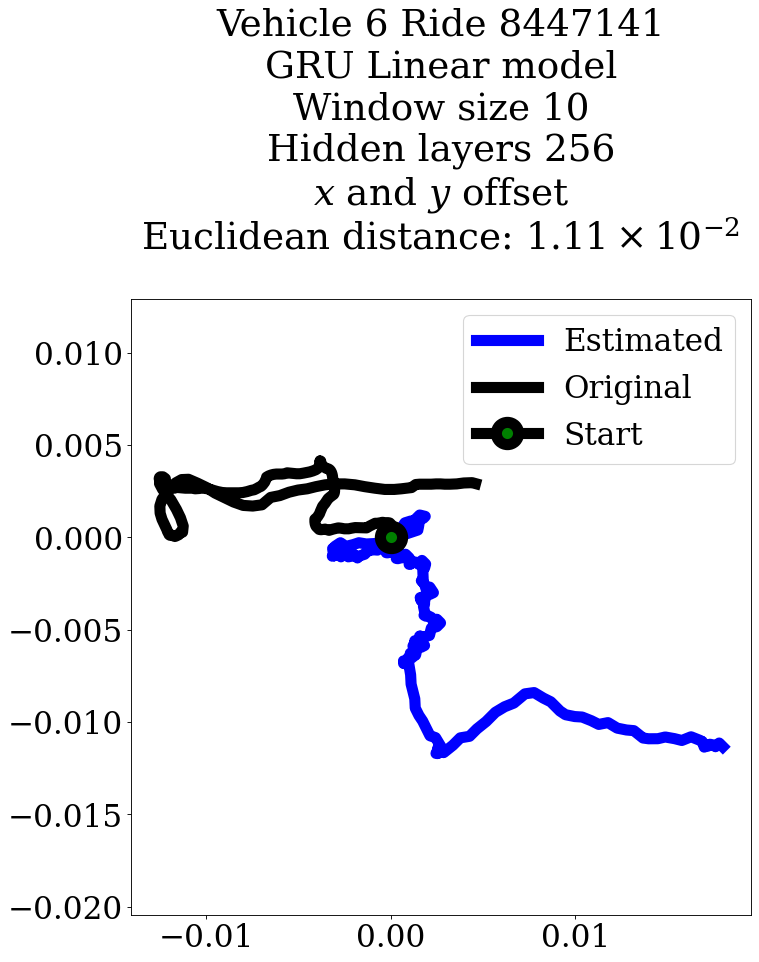 Vehicle 6 Ride 8447141
GRU Linear model
Window size 10
Hidden layers 256
x and y offset
Euclidean distance: 1.11 × 10⁻²
Estimated
Original
Start
0.010
0.005
0.000
−0.005
−0.010
−0.015
−0.020
−0.01
0.00
0.01